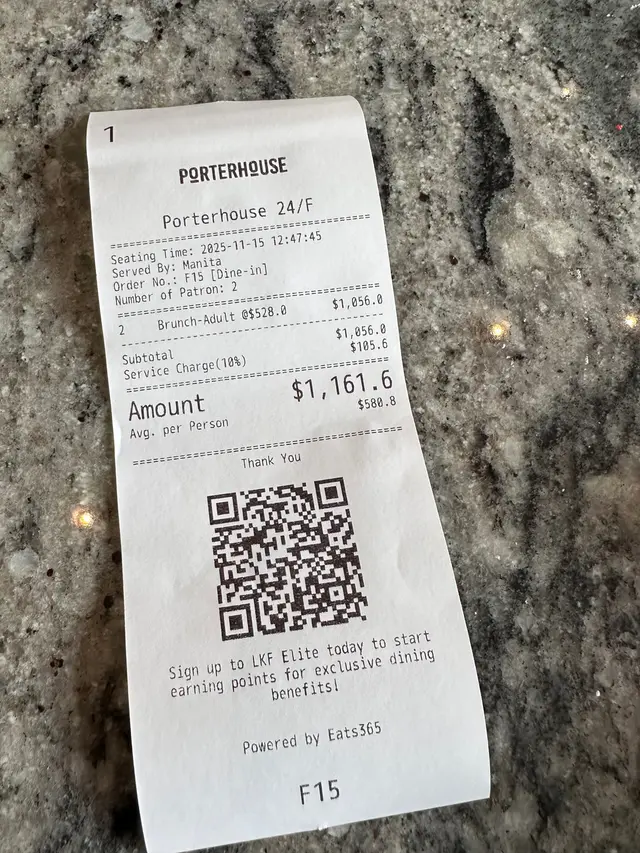 1
PORTERHOUSE
Porterhouse 24/F
Seating Time: 2025-11-15 12:47:45
Served By: Manita
Order No.: F15 [Dine-in]
Number of Patron: 2
2 Brunch-Adult @$528.0 $1,056.0
Subtotal $1,056.0
Service Charge(10%) $105.6
Amount $1,161.6
Avg. per Person $580.8
Thank You
Sign up to LKF Elite today to start
earning points for exclusive dining
benefits!
Powered by Eats365
F15